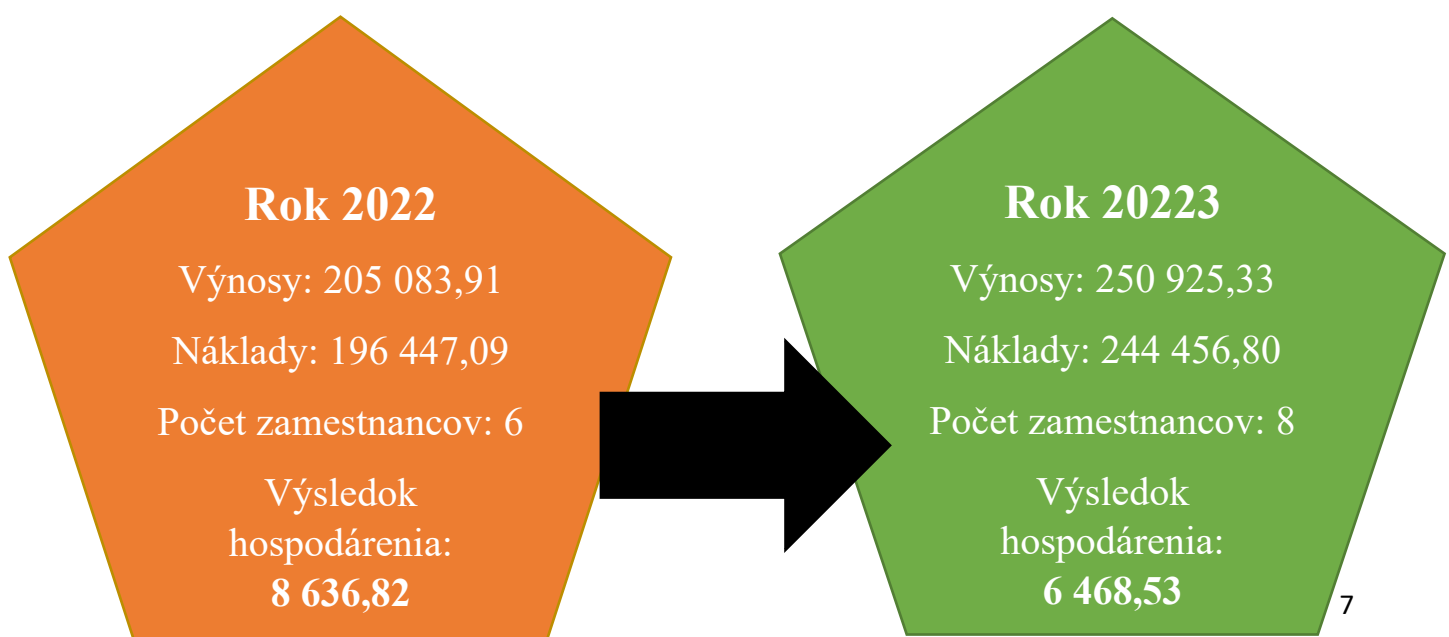 Rok 2022
Výnosy: 205 083,91
Náklady: 196 447,09
Počet zamestnancov: 6
Výsledok
hospodárenia:
8 636,82
Rok 20223
Výnosy: 250 925,33
Náklady: 244 456,80
Počet zamestnancov: 8
Výsledok
hospodárenia:
6 468,53
7